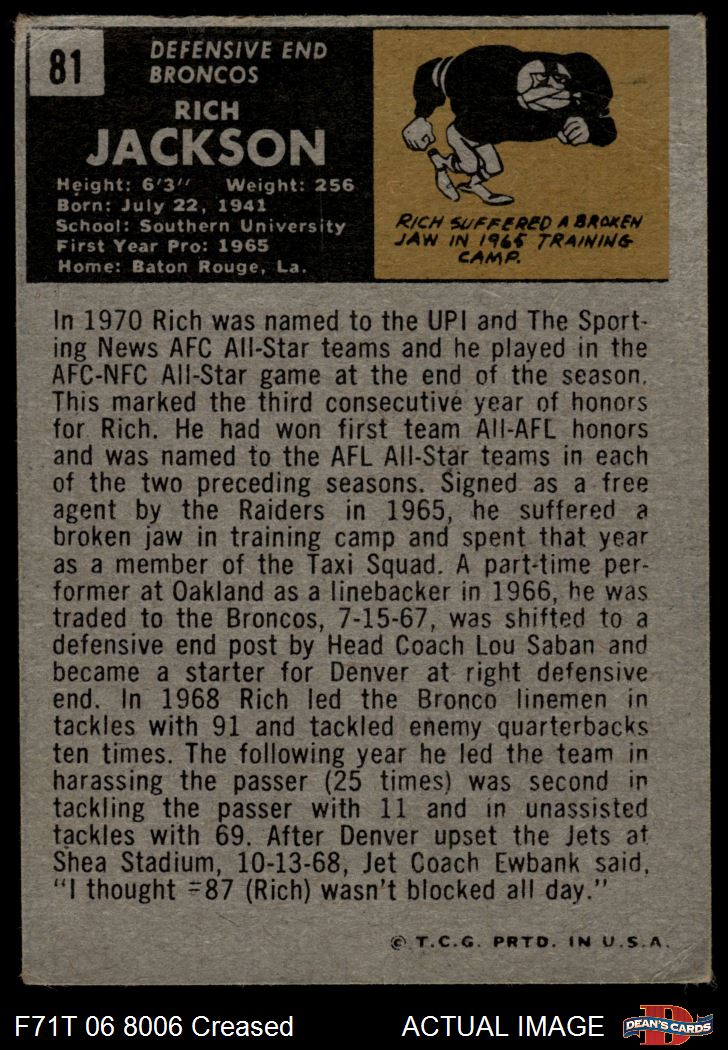 81
DEFENSIVE END
BRONCOS
RICH
JACKSON
Height: 6'3" Weight: 256
Born: July 22, 1941
School: Southern University
First Year Pro: 1965
Home: Baton Rouge, La.
RICH SUFFERED A BROKEN
JAW IN 1965 TRAINING
CAMP.
In 1970 Rich was named to the UPI and The Sport-
ing News AFC All-Star teams and he played in the
AFC-NFC All-Star game at the end of the season.
This marked the third consecutive year of honors
for Rich. He had won first team All-AFL honors
and was named to the AFL All-Star teams in each
of the two preceding seasons. Signed as a free
agent by the Raiders in 1965, he suffered a
broken jaw in training camp and spent that year
as a member of the Taxi Squad. A part-time per-
former at Oakland as a linebacker in 1966, he was
traded to the Broncos, 7-15-67, was shifted to a
defensive end post by Head Coach Lou Saban and
became a starter for Denver at right defensive
end. In 1968 Rich led the Bronco linemen in
tackles with 91 and tackled enemy quarterbacks
ten times. The following year he led the team in
harassing the passer (25 times) was second in
tackling the passer with 11 and in unassisted
tackles with 69. After Denver upset the Jets at
Shea Stadium, 10-13-68, Jet Coach Ewbank said,
"I thought #87 (Rich) wasn't blocked all day."
© T.C.G. PRTD. IN U.S.A.
F71T 06 8006 Creased
ACTUAL IMAGE
D
DEAN'S CARDS